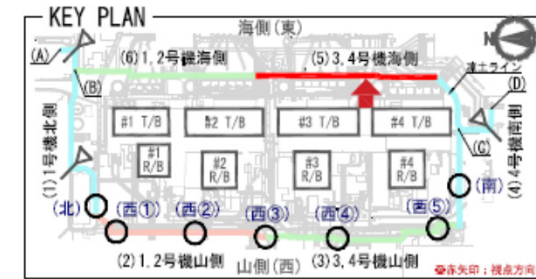 KEY PLAN
海側(東)
N
(A)
(6)1,2号機海側
(5)3,4号機海側
凍土ライン
(B)
(D)
#1 T/B
#2 T/B
#3 T/B
#4 T/B
(1)1号機北側
(C)
#1
R/B
#2
R/B
#3
R/B
#4
R/B
(4)4号機南側
(北)
(西①)
(西②)
(西③)
(西④)
(西⑤)
(南)
(2)1,2号機山側
山側(西)
(3)3,4号機山側
※赤矢印:視点方向